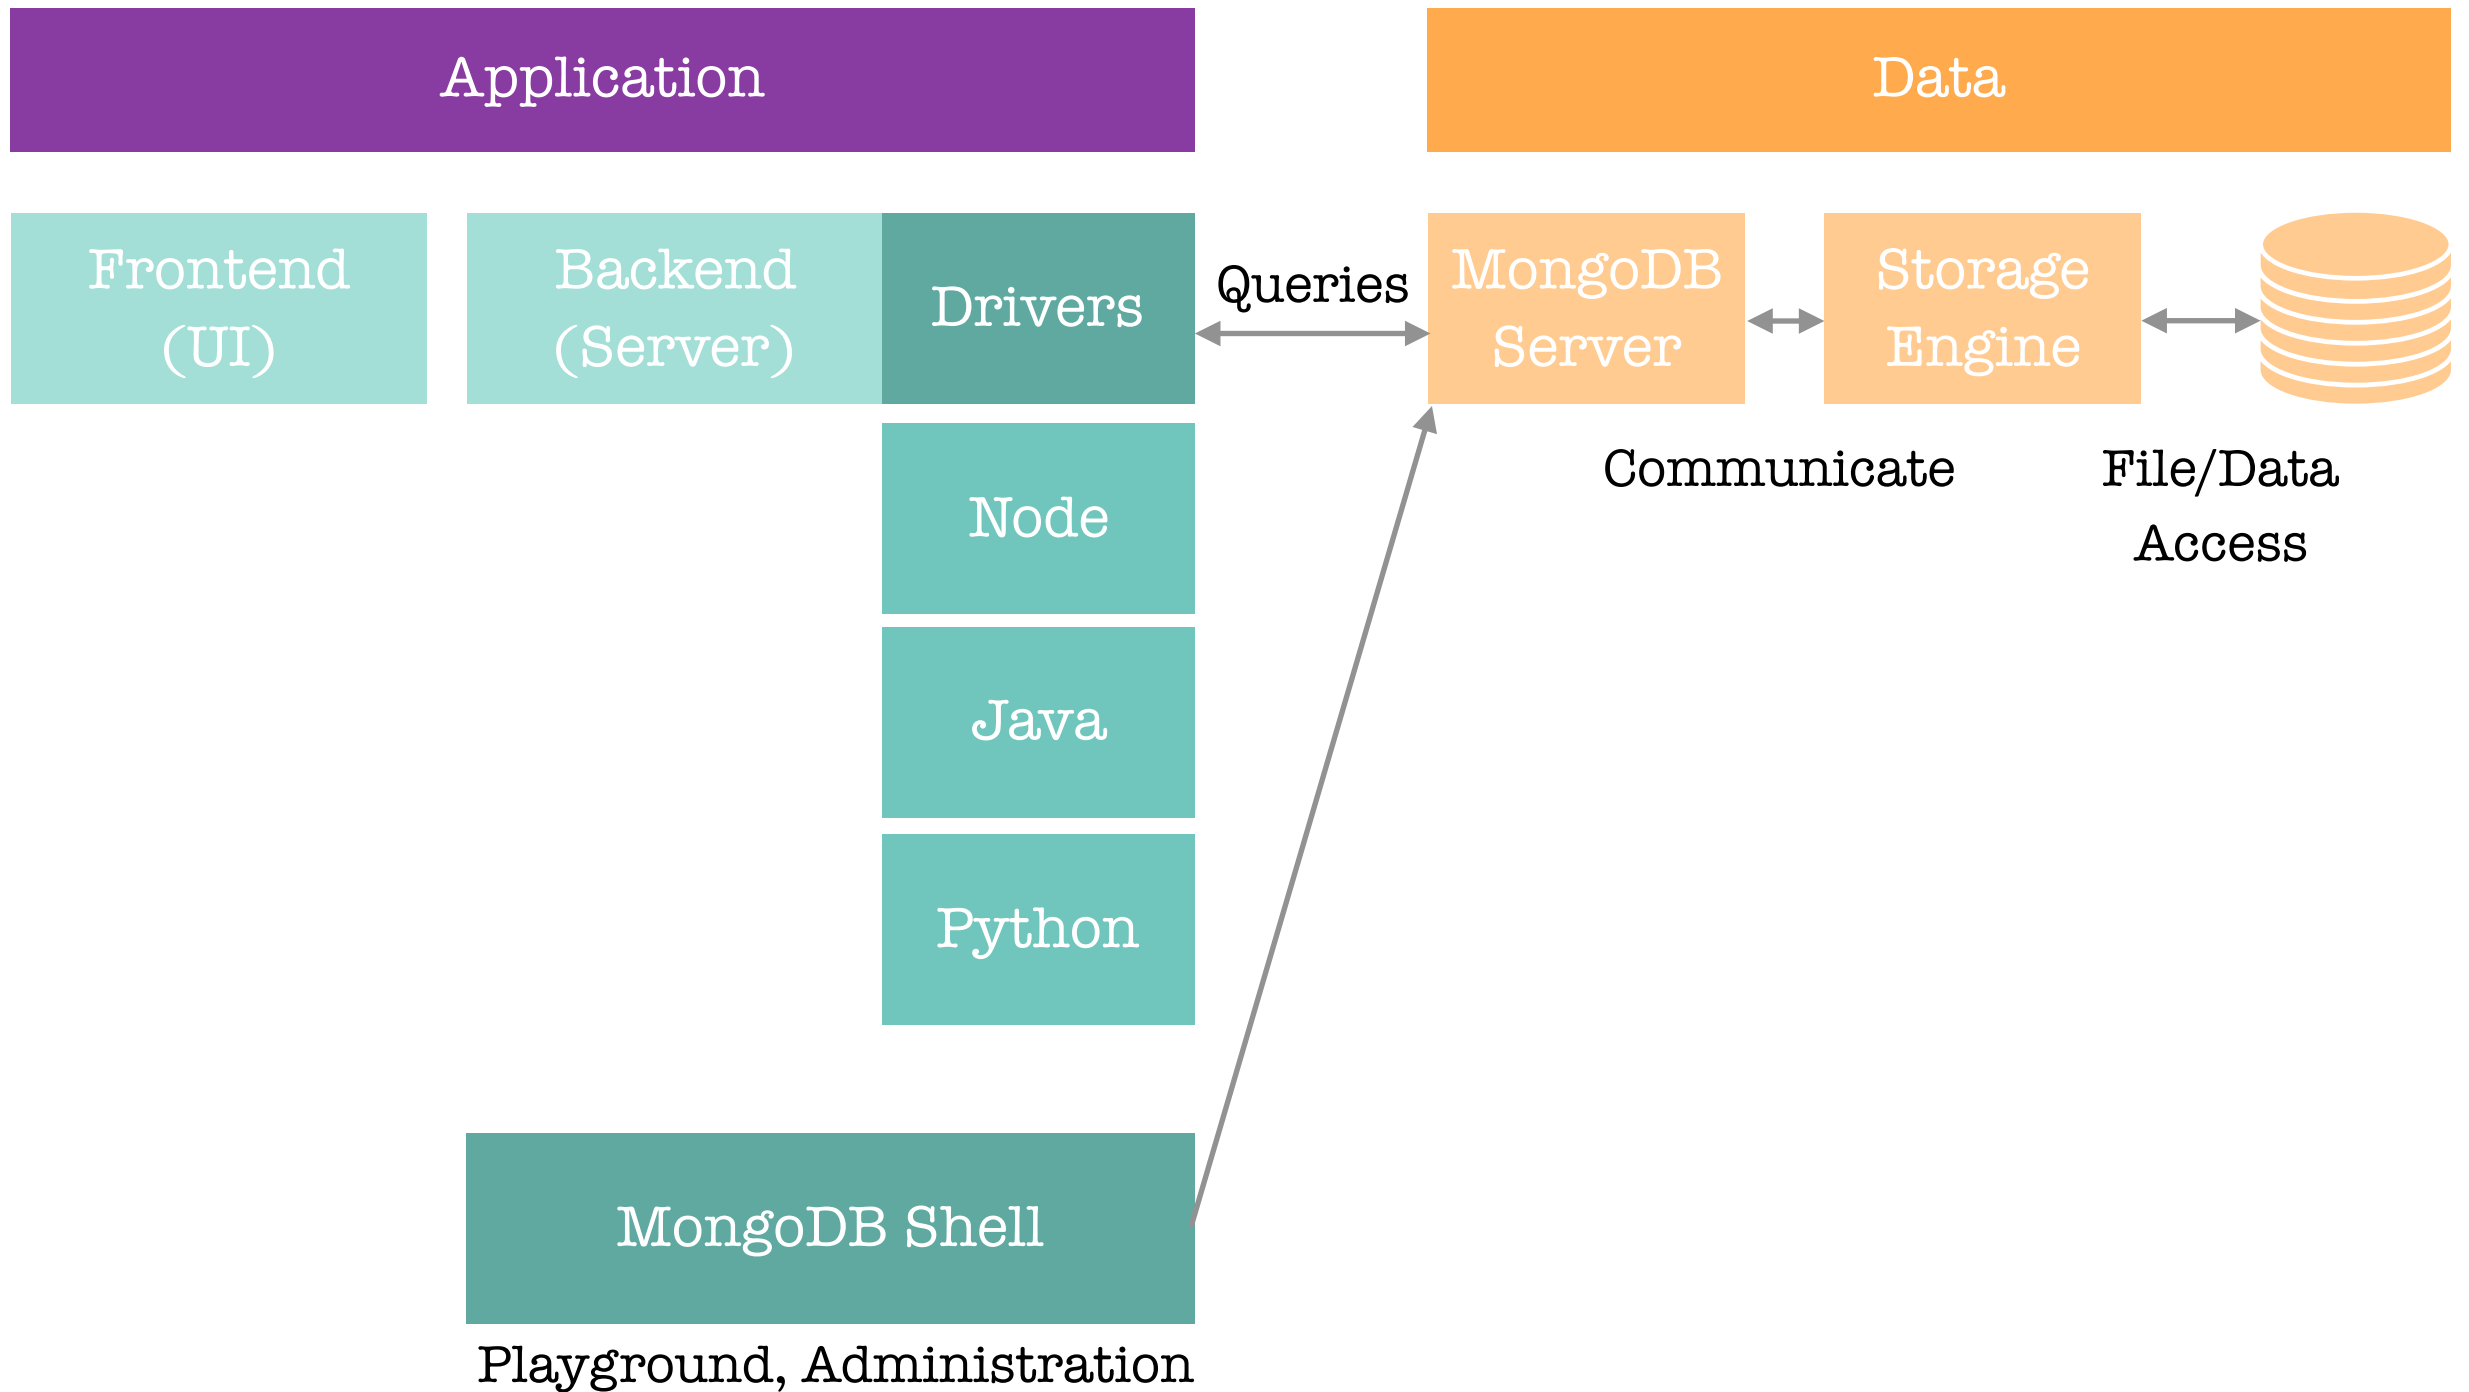 Application
Data
Frontend
(UI)
Backend
(Server)
Drivers
Queries
MongoDB
Server
Storage
Engine
Communicate
File/Data
Access
Node
Java
Python
MongoDB Shell
Playground, Administration